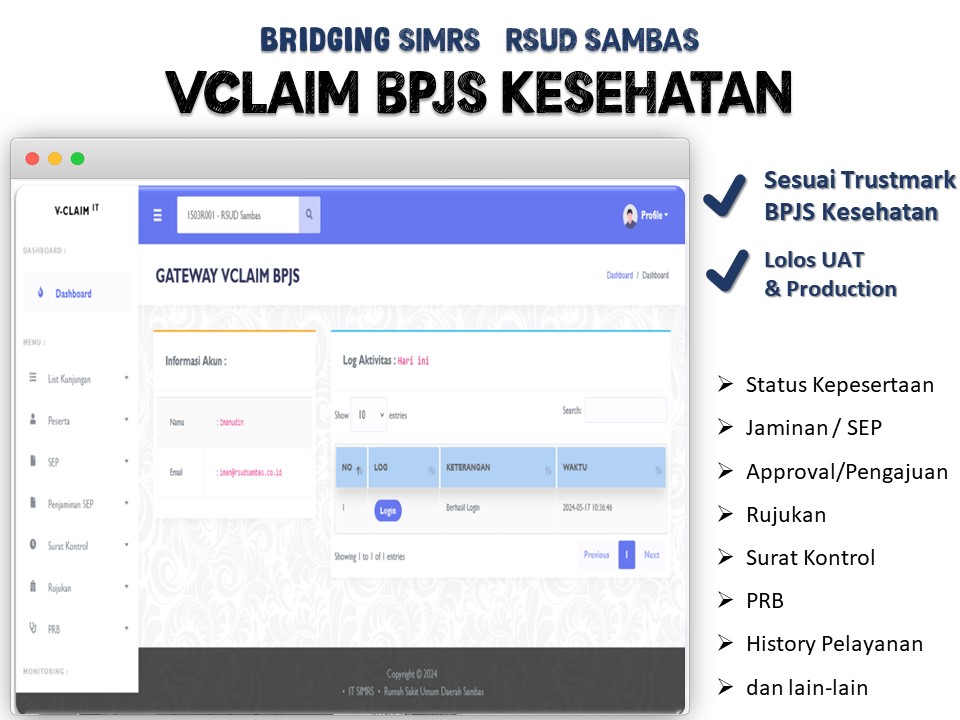 BRIDGING SIMRS RSUD SAMBAS
VCLAIM BPJS KESEHATAN
V-CLAIM IT
DASHBOARD :
Dashboard
MENU :
List Kunjungan
Peserta
SEP
Penjaminan SEP
Surat Kontrol
Rujukan
PRB
MONITORING :
1503R001 - RSUD Sambas
Profile
GATEWAY VCLAIM BPJS
Dashboard / Dashboard
Informasi Akun :
Nama : Imanudin
Email : iman@rsudsambas.co.id
Log Aktivitas : Hari ini
Show 10 entries
Search:
NO LOG KETERANGAN WAKTU
1 Login Berhasil Login 2024-05-17 10:36:46
Showing 1 to 1 of 1 entries
Previous 1 Next
Copyright © 2024
• IT SIMRS • Rumah Sakit Umum Daerah Sambas
Sesuai Trustmark
BPJS Kesehatan
Lolos UAT
& Production
Status Kepesertaan
Jaminan / SEP
Approval/Pengajuan
Rujukan
Surat Kontrol
PRB
History Pelayanan
dan lain-lain